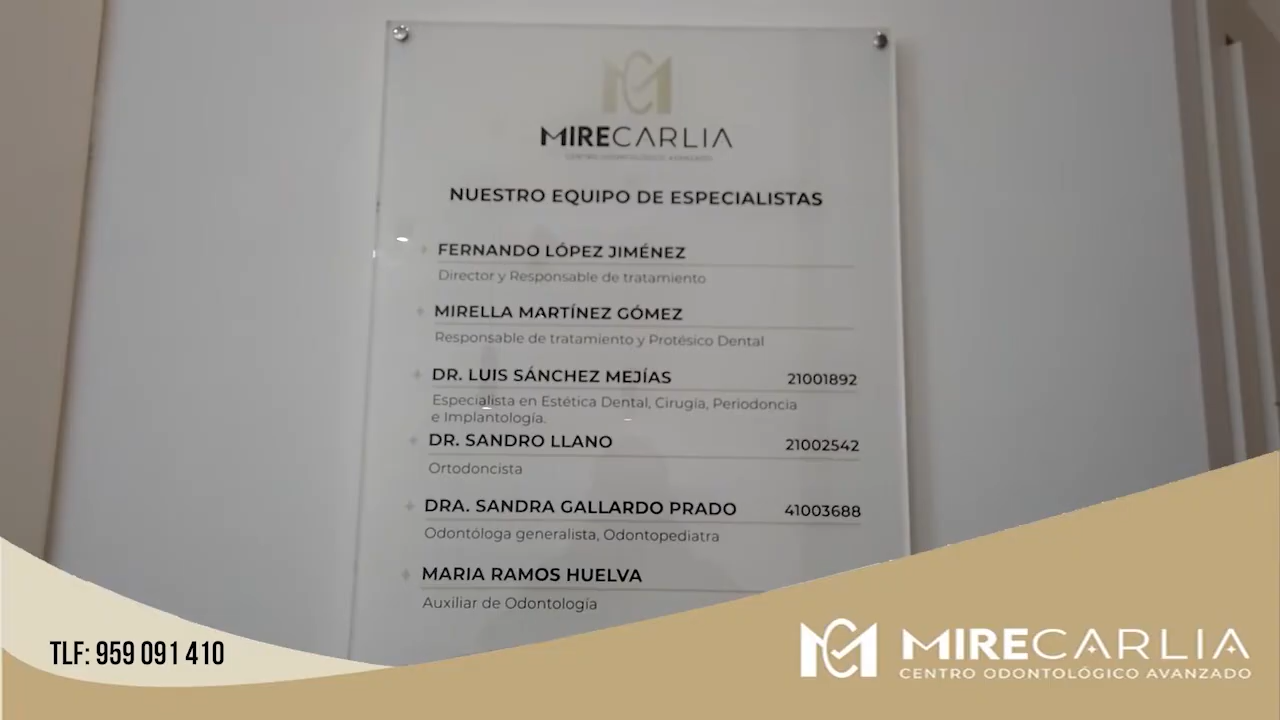 MIRECARLIA
CENTRO ODONTOLÓGICO AVANZADO
NUESTRO EQUIPO DE ESPECIALISTAS
FERNANDO LÓPEZ JIMÉNEZ
Director y Responsable de tratamiento
MIRELLA MARTÍNEZ GÓMEZ
Responsable de tratamiento y Protésico Dental
DR. LUIS SÁNCHEZ MEJÍAS 21001892
Especialista en Estética Dental, Cirugía, Periodoncia
e Implantología.
DR. SANDRO LLANO 21002542
Ortodoncista
DRA. SANDRA GALLARDO PRADO 41003688
Odontóloga generalista, Odontopediatra
MARIA RAMOS HUELVA
Auxiliar de Odontología
TLF: 959 091 410
MIRECARLIA
CENTRO ODONTOLÓGICO AVANZADO